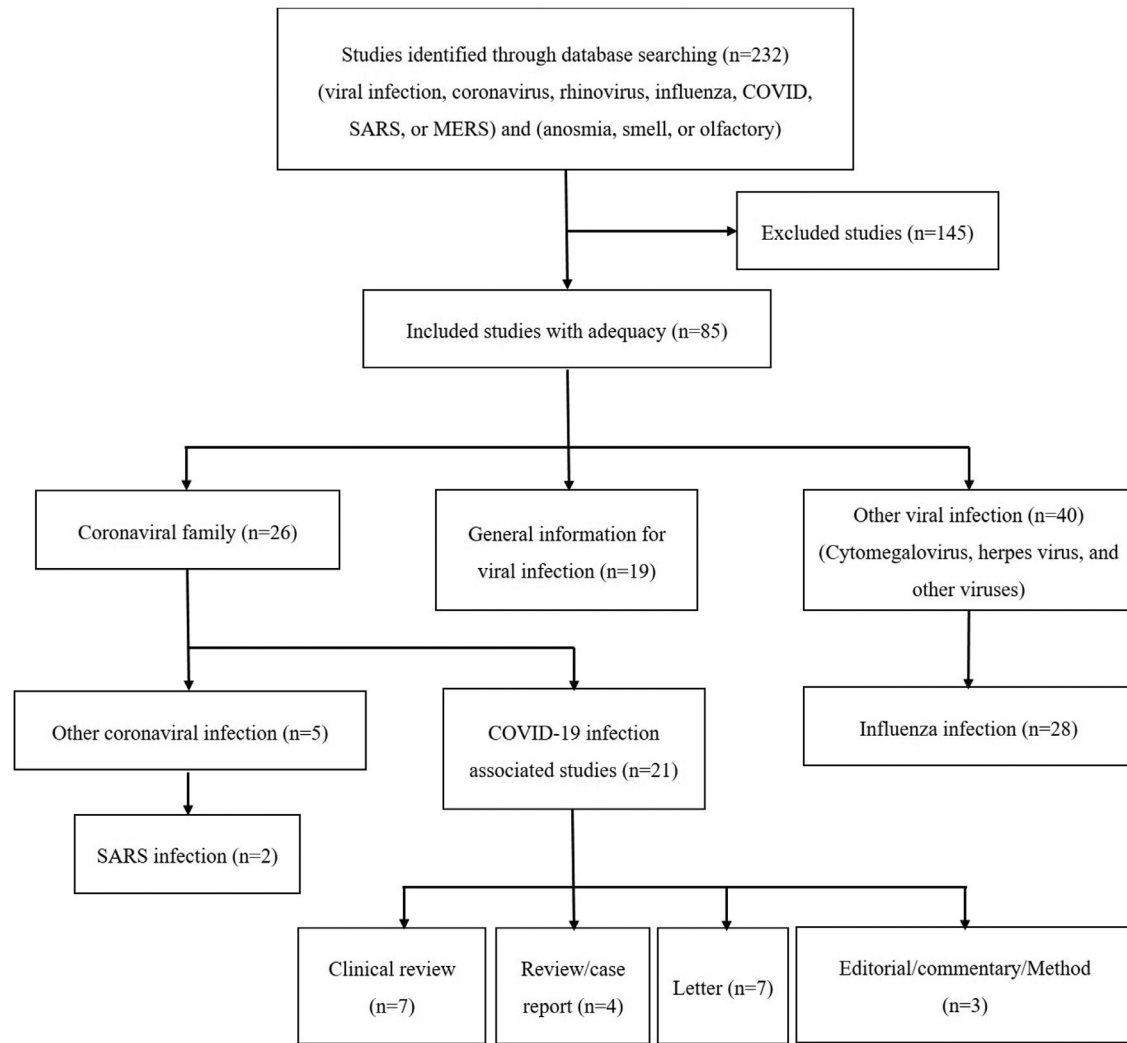 Studies identified through database searching (n=232)
(viral infection, coronavirus, rhinovirus, influenza, COVID,
SARS, or MERS) and (anosmia, smell, or olfactory)
Excluded studies (n=145)
Included studies with adequacy (n=85)
Coronaviral family (n=26)
General information for
viral infection (n=19)
Other viral infection (n=40)
(Cytomegalovirus, herpes virus, and
other viruses)
Other coronaviral infection (n=5)
COVID-19 infection
associated studies (n=21)
Influenza infection (n=28)
SARS infection (n=2)
Clinical review
(n=7)
Review/case
report (n=4)
Letter (n=7)
Editorial/commentary/Method
(n=3)